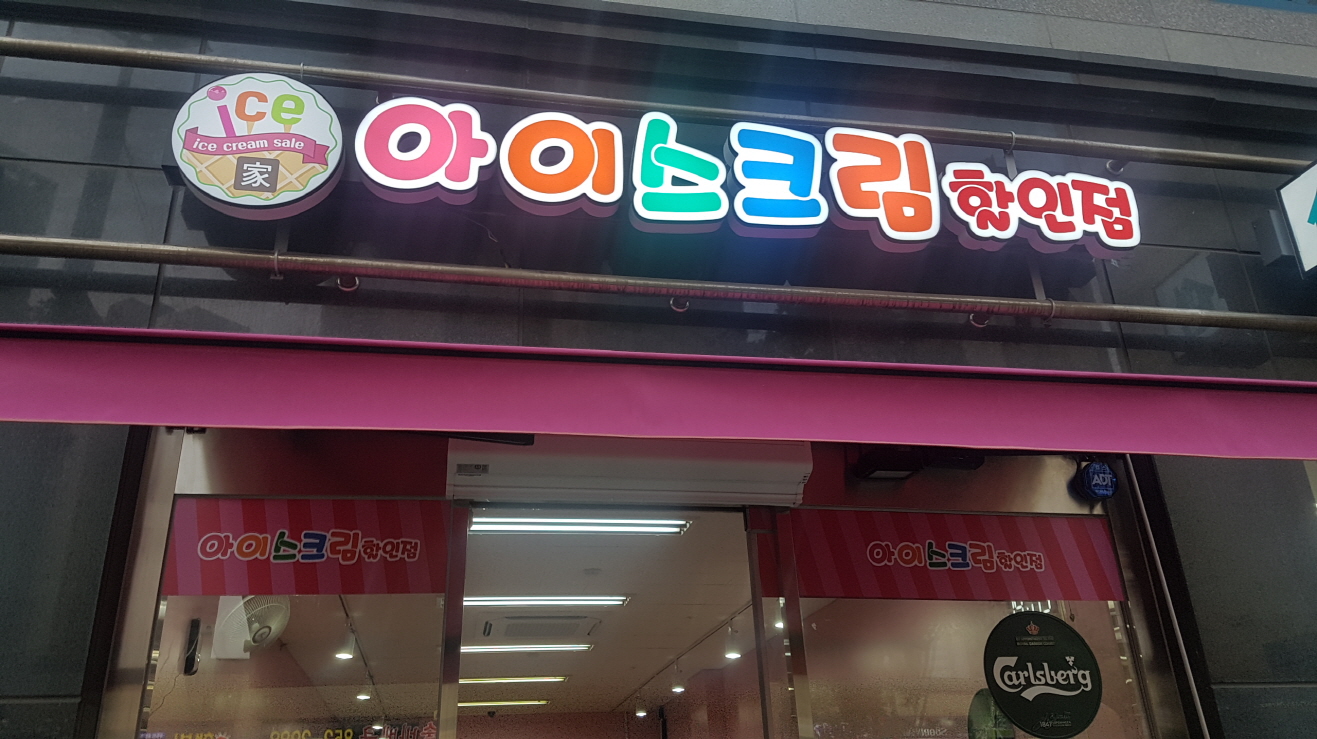 ice
ice cream sale
家
아이스크림 할인점
ADT
아이스크림 할인점
아이스크림 할인점
Carlsberg